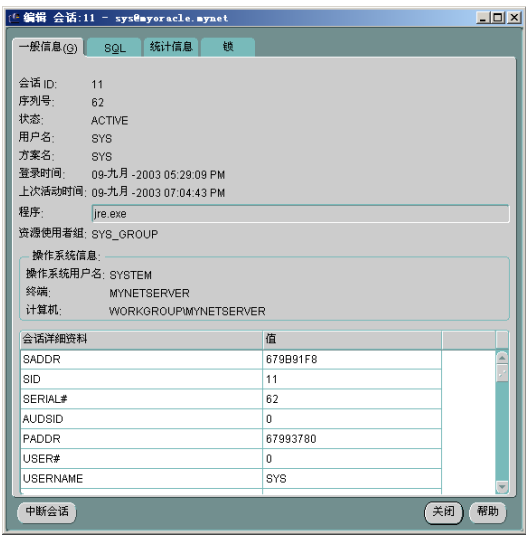 编辑 会话:11 - sys@myoracle.mynet
一般信息(G) SQL 统计信息 锁
会话 ID: 11
序列号: 62
状态: ACTIVE
用户名: SYS
方案名: SYS
登录时间: 09-九月 -2003 05:29:09 PM
上次活动时间: 09-九月 -2003 07:04:43 PM
程序: jre.exe
资源使用者组: SYS_GROUP
操作系统信息:
操作系统用户名: SYSTEM
终端: MYNETSERVER
计算机: WORKGROUP\MYNETSERVER
会话详细资料 值
SADDR 679B91F8
SID 11
SERIAL# 62
AUDSID 0
PADDR 67993780
USER# 0
USERNAME SYS
中断会话 关闭 帮助